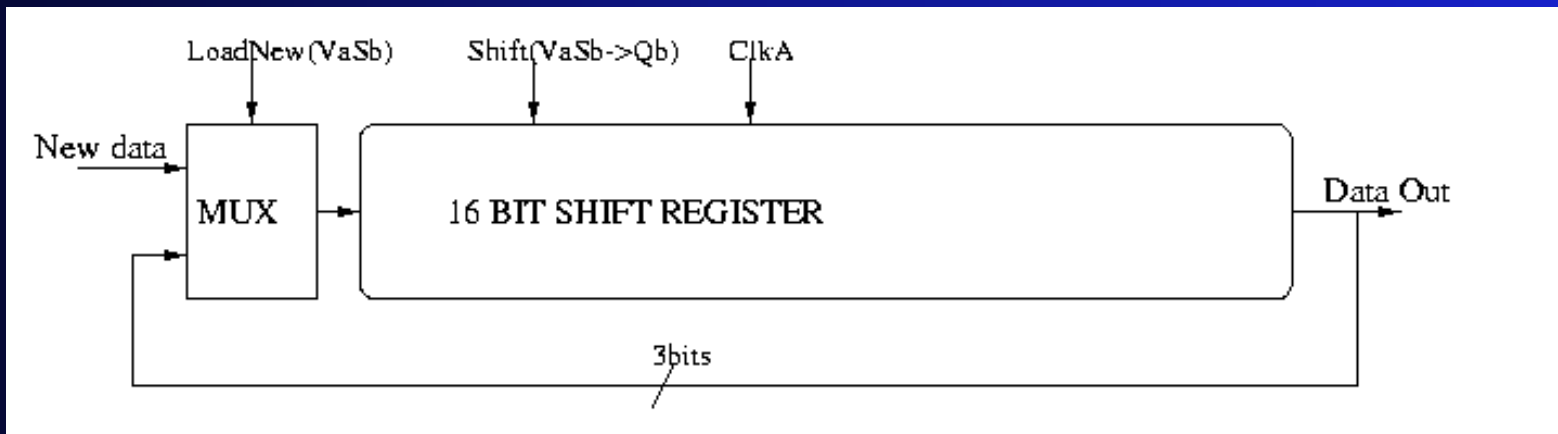 LoadNew(VaSb) Shift(VaSb->Qb) ClkA
New data
Data Out
MUX 16 BIT SHIFT REGISTER
3bits